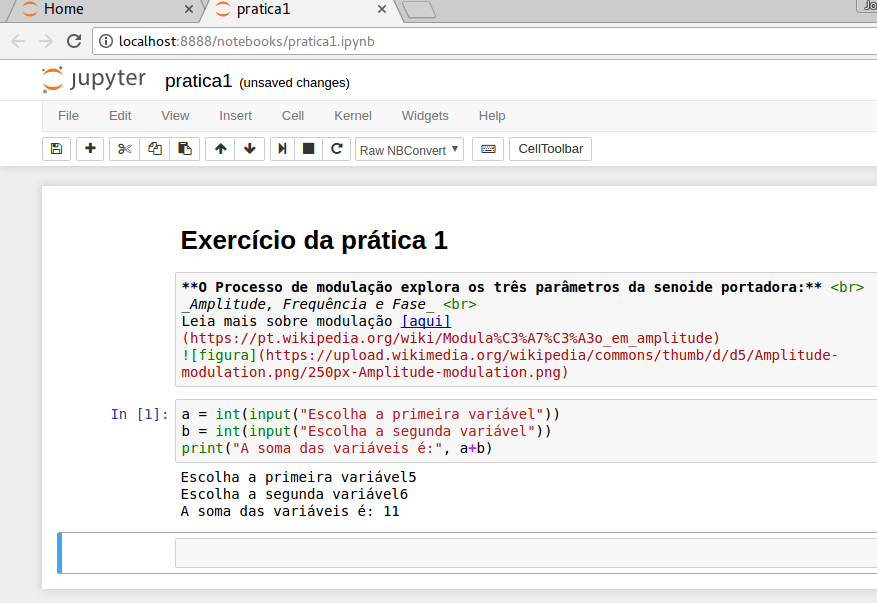 Home
pratica1
Jo
localhost:8888/notebooks/pratica1.ipynb
jupyter pratica1 (unsaved changes)
File Edit View Insert Cell Kernel Widgets Help
Raw NBConvert CellToolbar
Exercício da prática 1
**O Processo de modulação explora os três parâmetros da senoide portadora:** <br>
_Amplitude, Frequência e Fase_ <br>
Leia mais sobre modulação [aqui]
(https://pt.wikipedia.org/wiki/Modula%C3%A7%C3%A3o_em_amplitude)
![figura](https://upload.wikimedia.org/wikipedia/commons/thumb/d/d5/Amplitude-
modulation.png/250px-Amplitude-modulation.png)
In [1]: a = int(input("Escolha a primeira variável"))
b = int(input("Escolha a segunda variável"))
print("A soma das variáveis é:", a+b)
Escolha a primeira variável5
Escolha a segunda variável6
A soma das variáveis é: 11